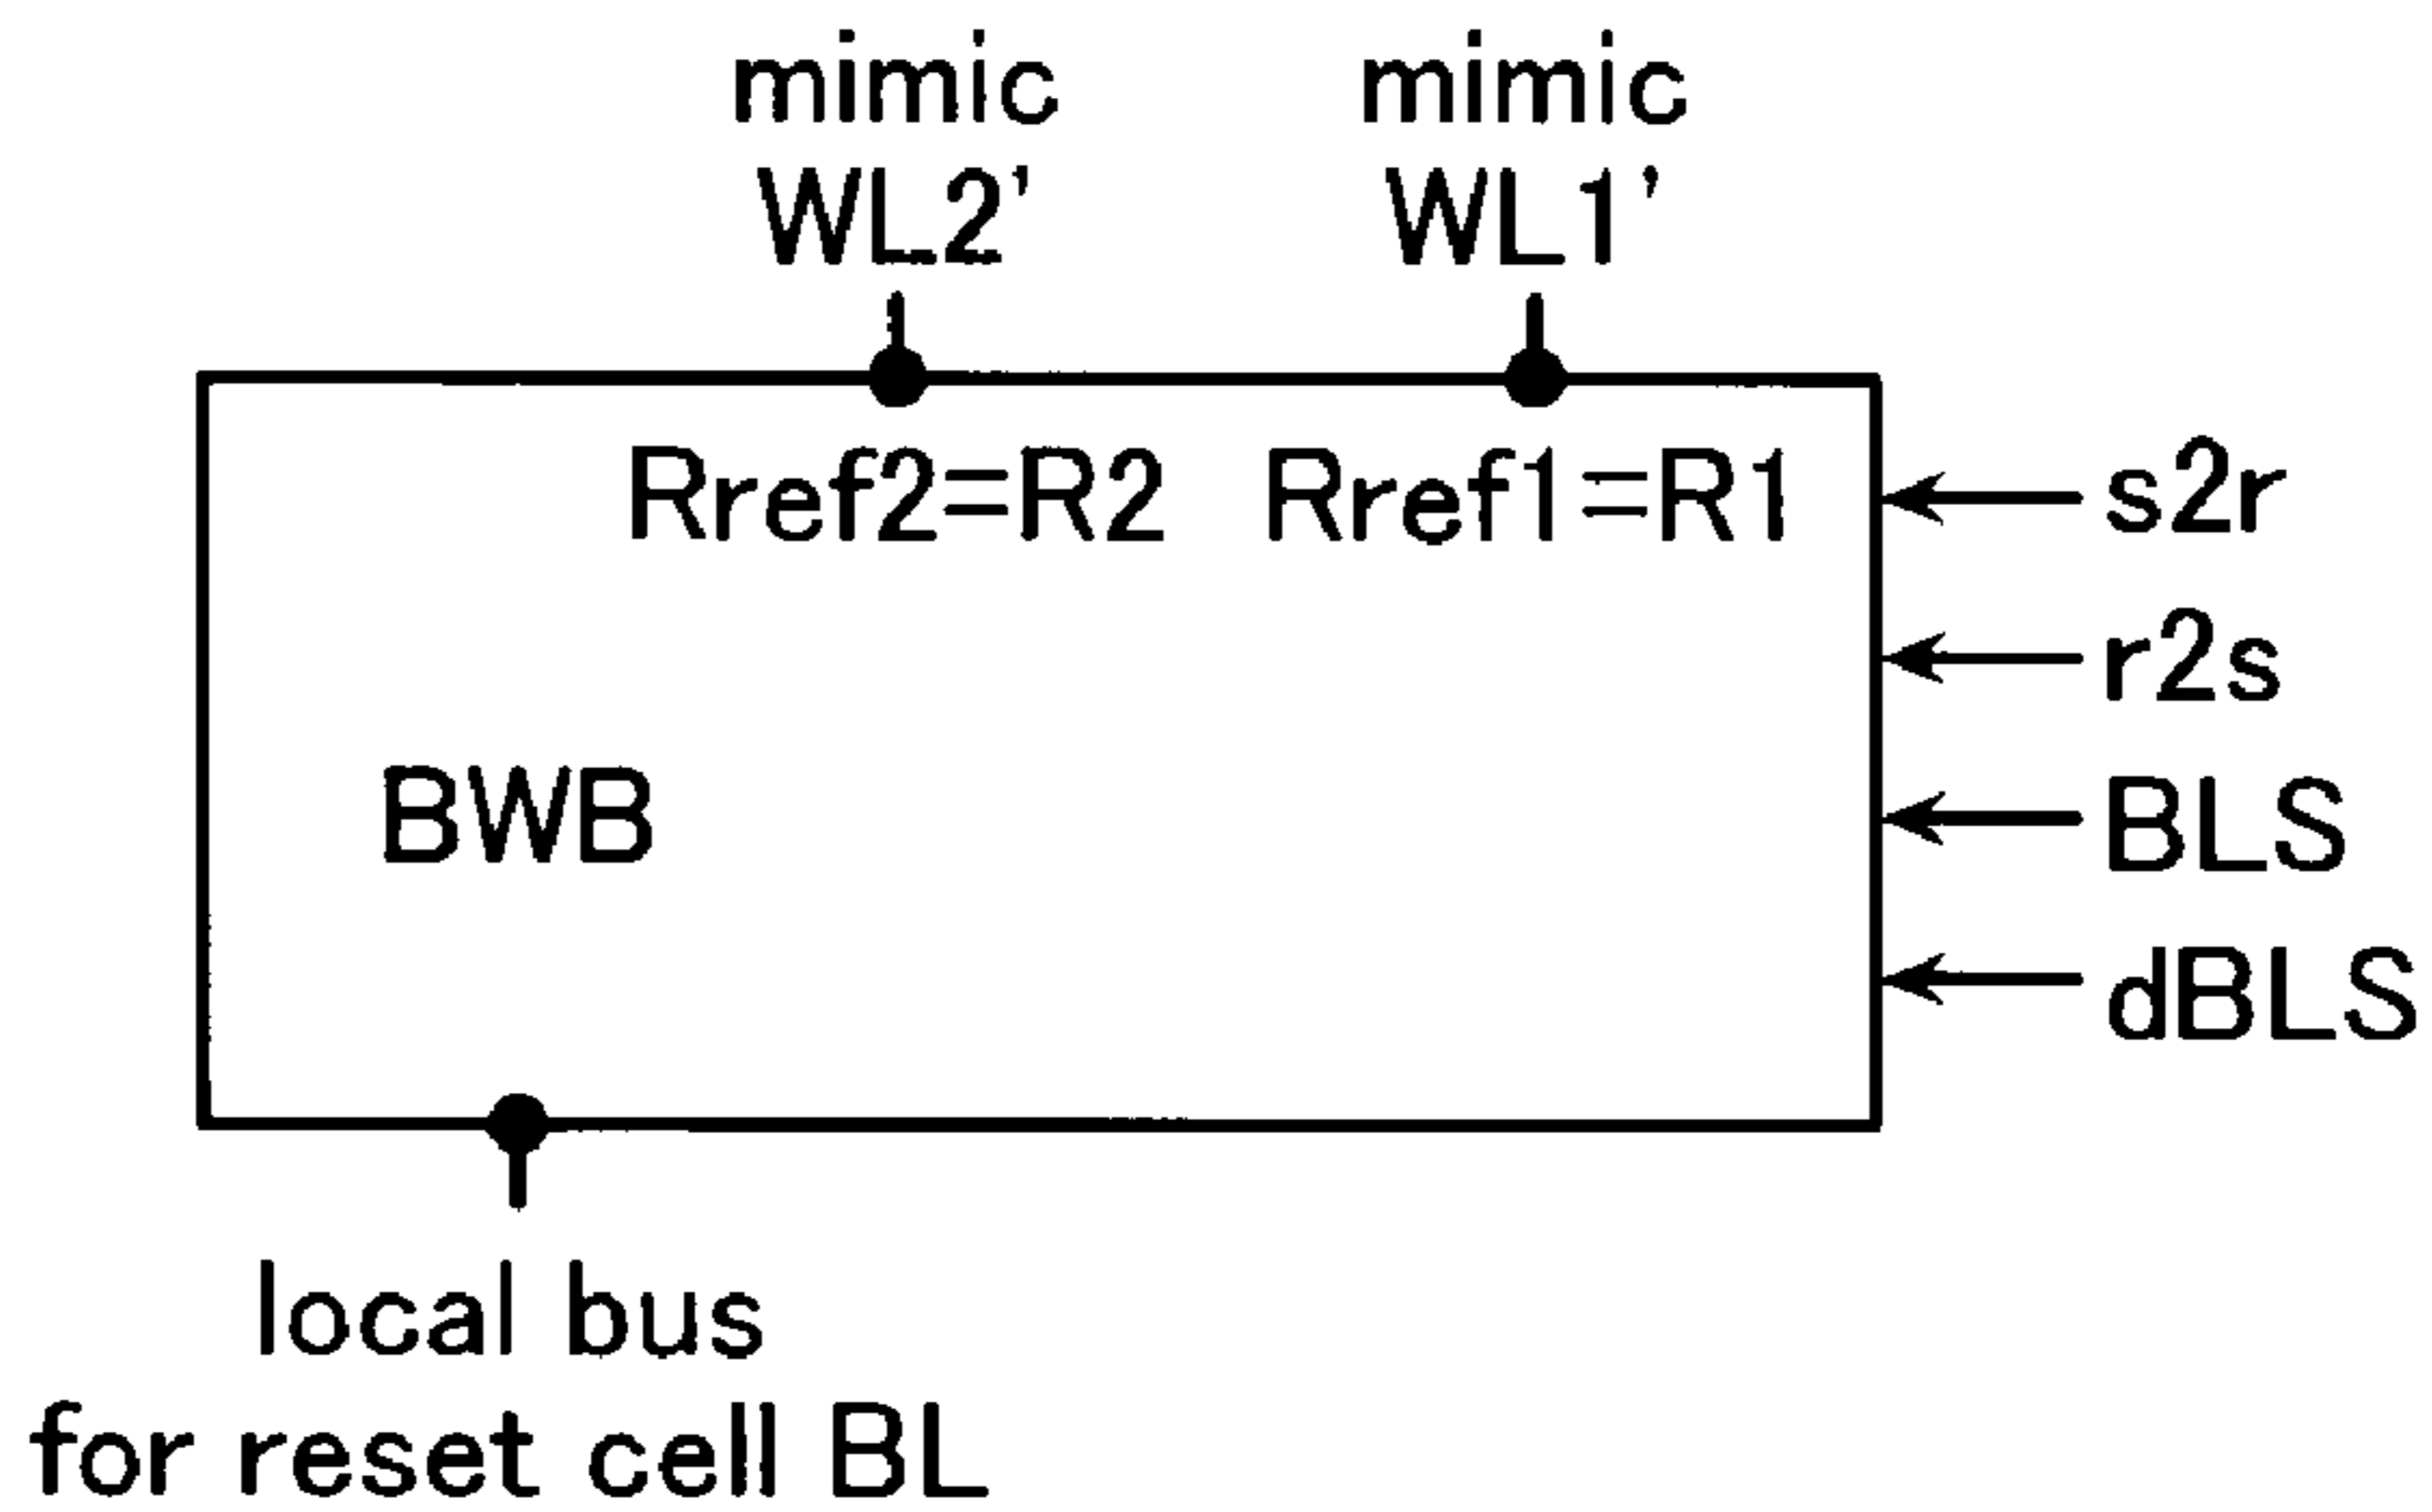 mimic
WL2'
mimic
WL1'
Rref2=R2
Rref1=R1
s2r
r2s
BWB
BLS
dBLS
local bus
for reset cell BL